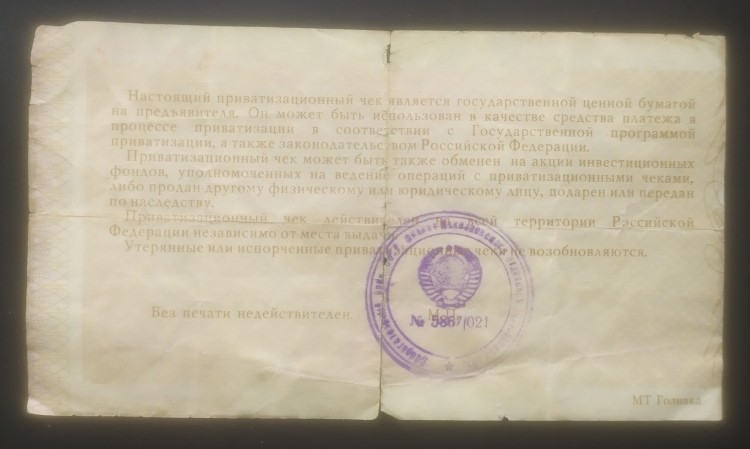 Настоящий приватизационный чек является государственной ценной бумагой
на предъявителя. Он может быть использован в качестве средства платежа в
процессе приватизации в соответствии с Государственной программой
приватизации, а также законодательством Российской Федерации.
Приватизационный чек может быть также обменен на акции инвестиционных
фондов, уполномоченных на ведение операций с приватизационными чеками,
либо продан другому физическому или юридическому лицу, подарен или передан
по наследству.
Приватизационный чек действителен на всей территории Российской
Федерации независимо от места выдачи.
Утерянные или испорченные приватизационные чеки не возобновляются.
Без печати недействителен.
М.П.
№ 5867/021
МТ Гознака